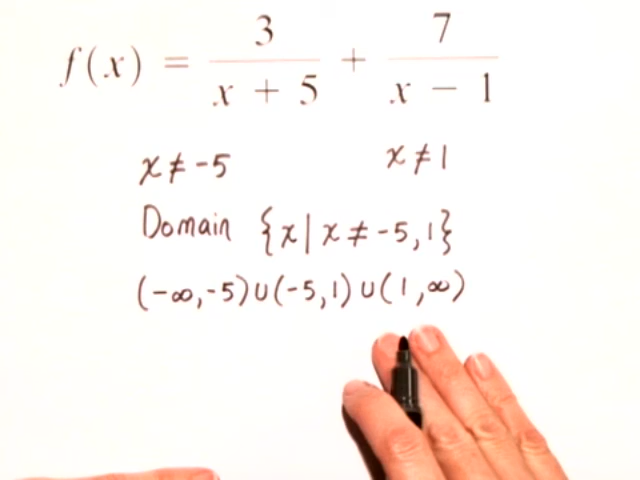 f(x) = 3/(x + 5) + 7/(x − 1)
x ≠ -5 x ≠ 1
Domain {x | x ≠ -5, 1}
(-∞, -5) ∪ (-5, 1) ∪ (1, ∞)